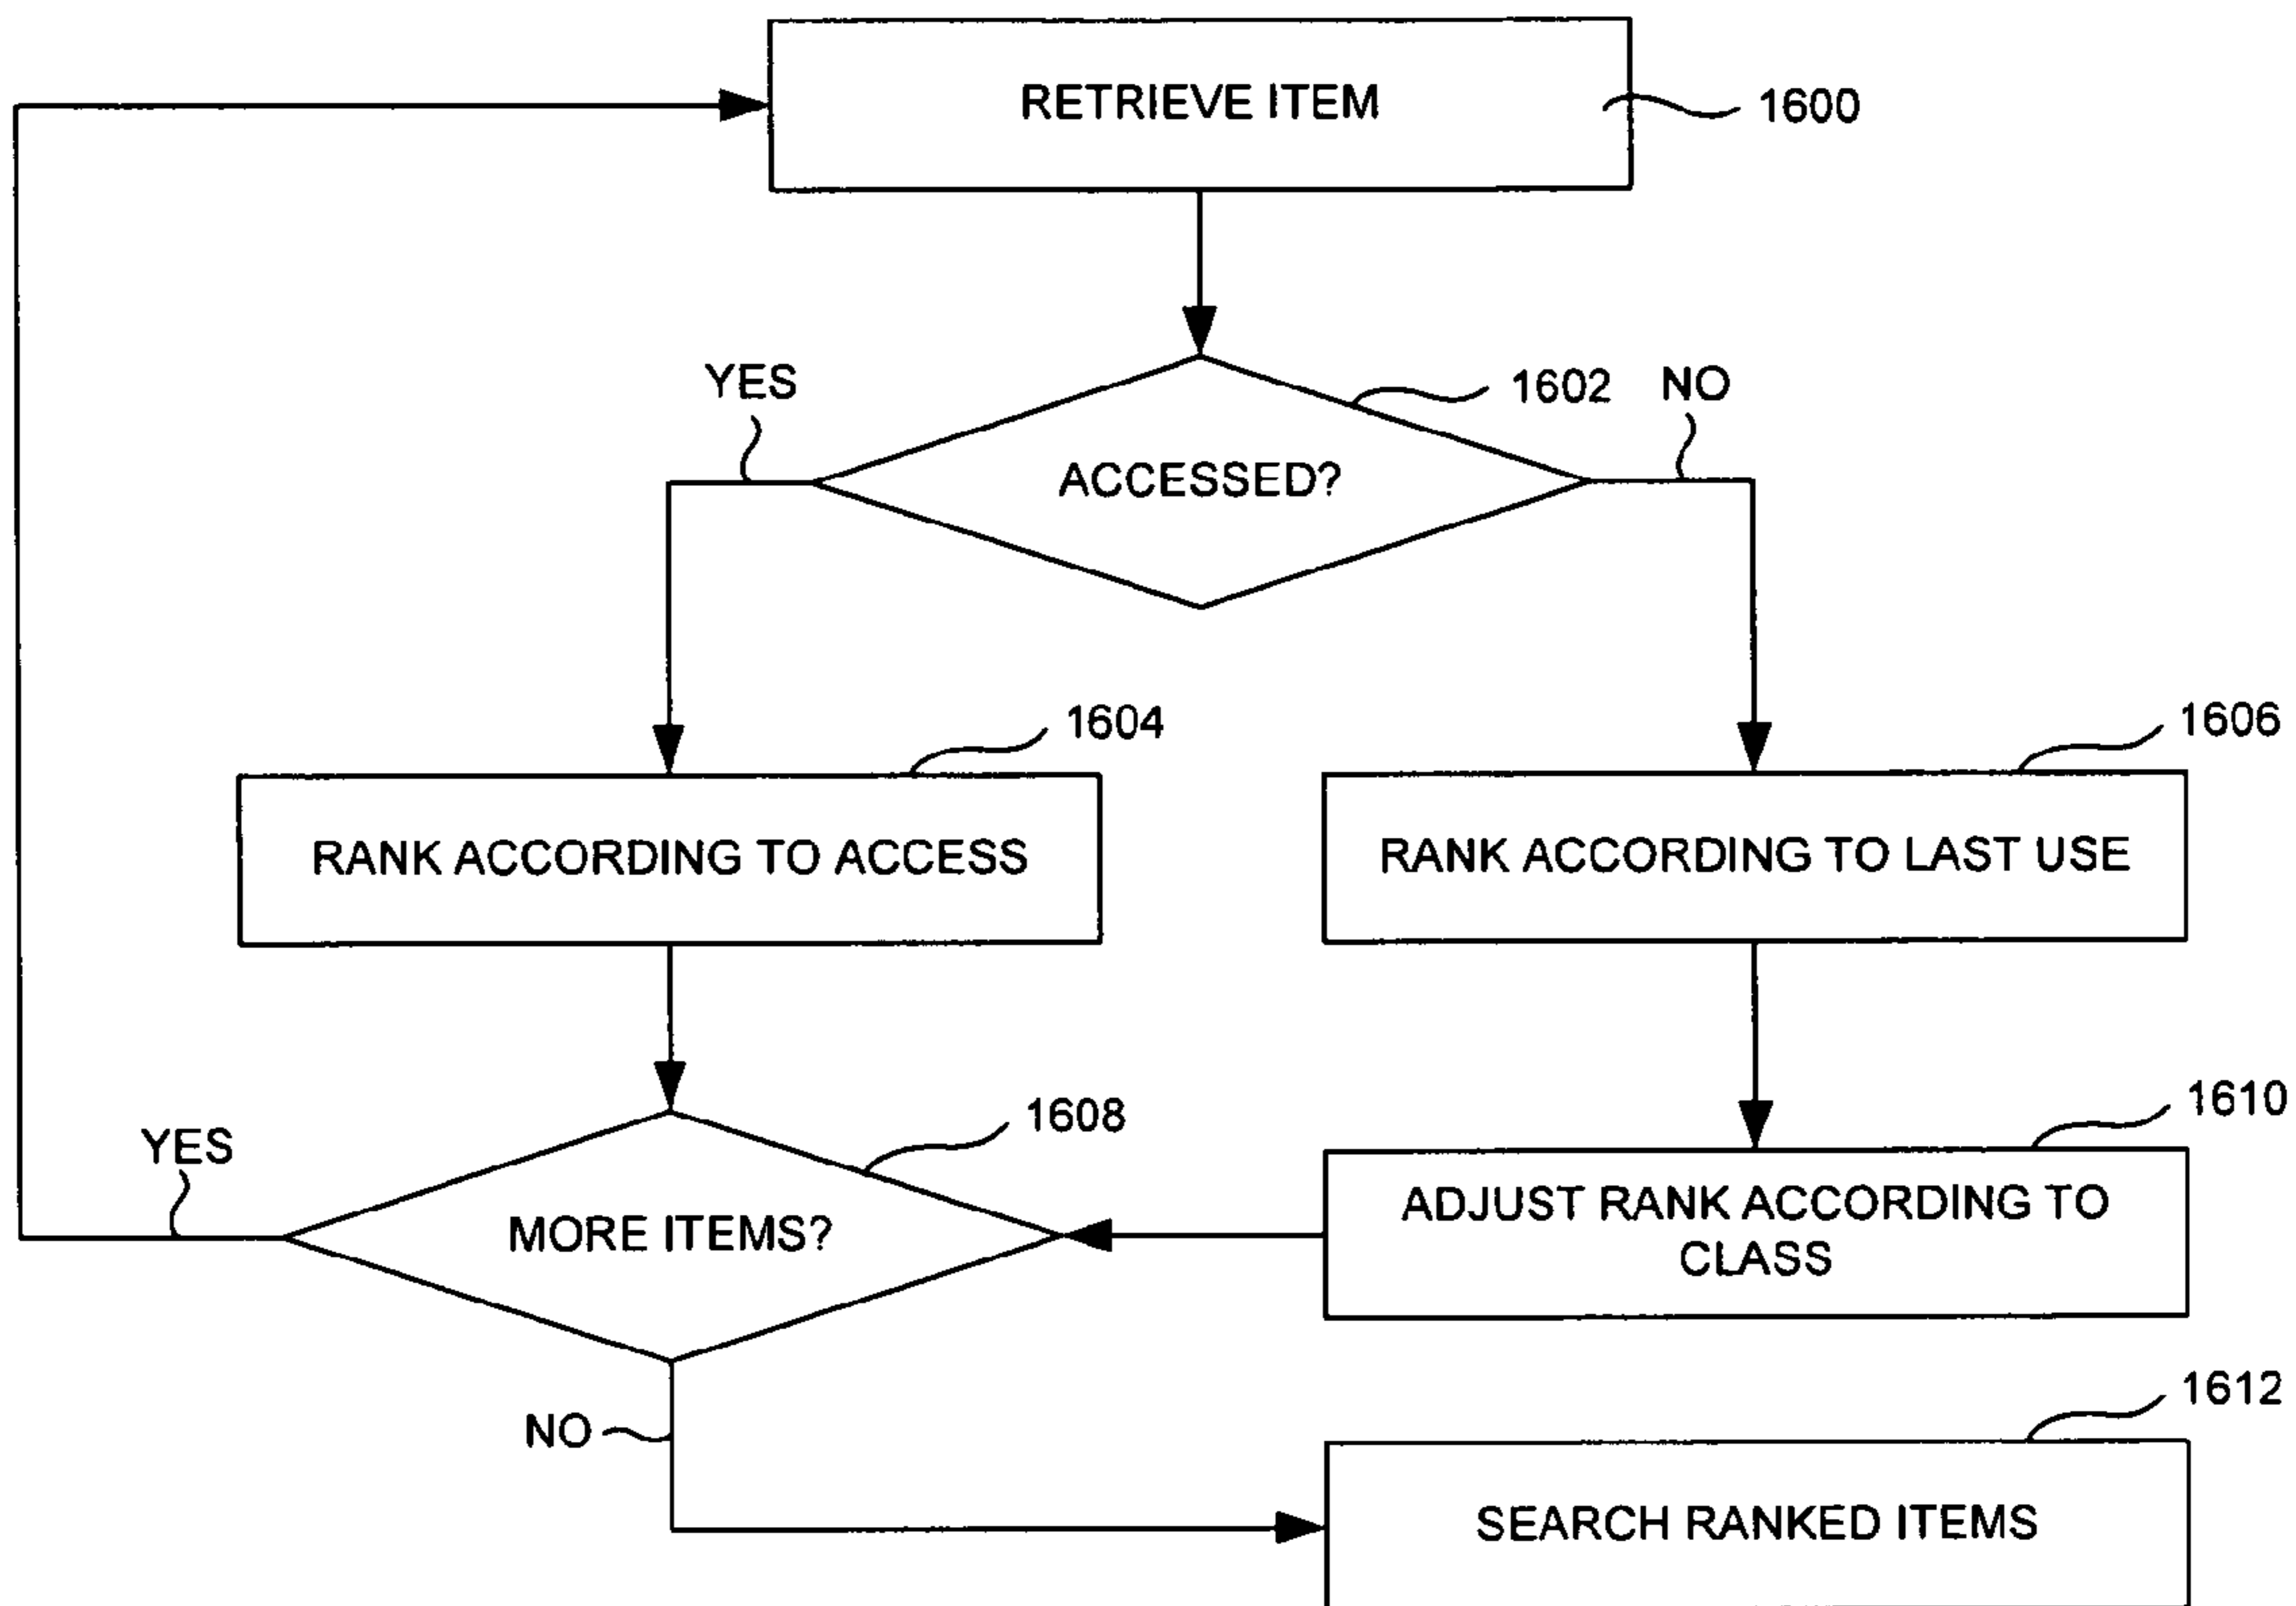 RETRIEVE ITEM
1600
YES
1602
NO
ACCESSED?
1604
1606
RANK ACCORDING TO ACCESS
RANK ACCORDING TO LAST USE
1608
1610
YES
MORE ITEMS?
ADJUST RANK ACCORDING TO
CLASS
1612
NO
SEARCH RANKED ITEMS